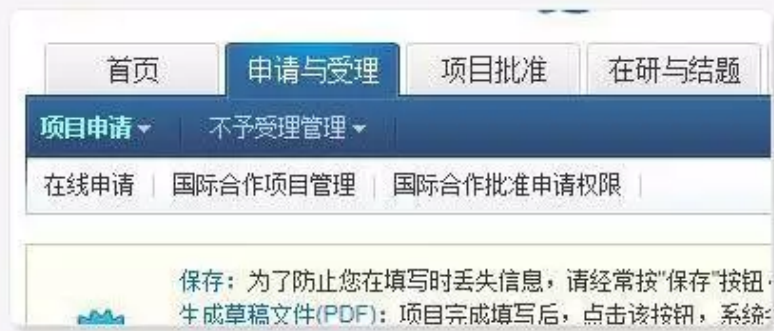 首页 申请与受理 项目批准 在研与结题
项目申请 不予受理管理
在线申请 国际合作项目管理 国际合作批准申请权限
保存：为了防止您在填写时丢失信息，请经常按"保存"按钮，
生成草稿文件(PDF)：项目完成填写后，点击该按钮，系统